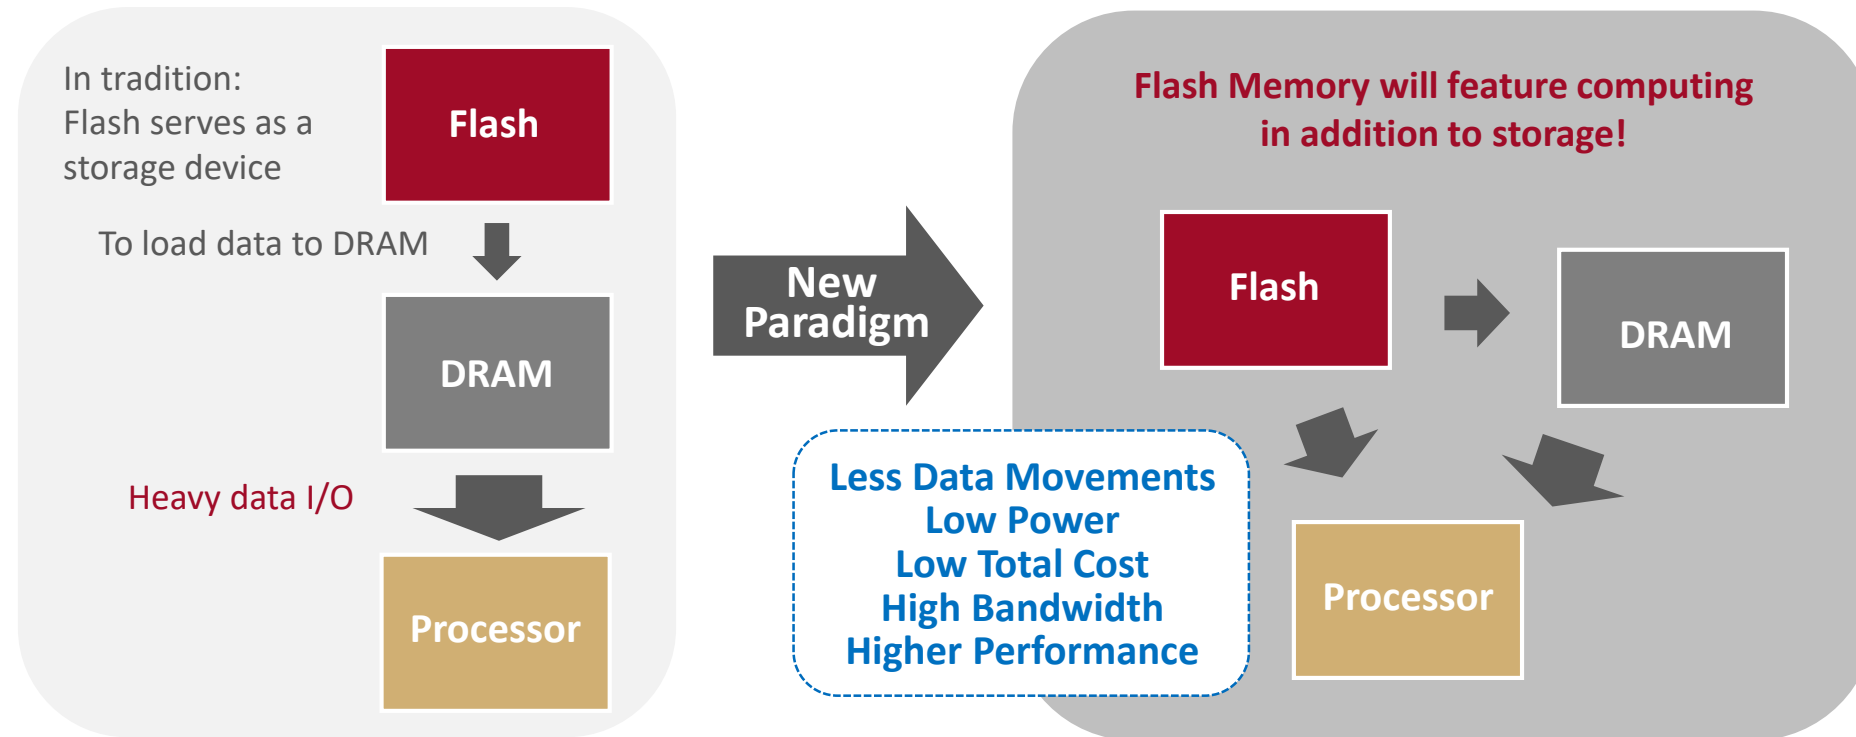 In tradition:
Flash serves as a
storage device
Flash
To load data to DRAM
DRAM
Heavy data I/O
Processor
New
Paradigm
Flash Memory will feature computing
in addition to storage!
Flash
DRAM
Processor
Less Data Movements
Low Power
Low Total Cost
High Bandwidth
Higher Performance